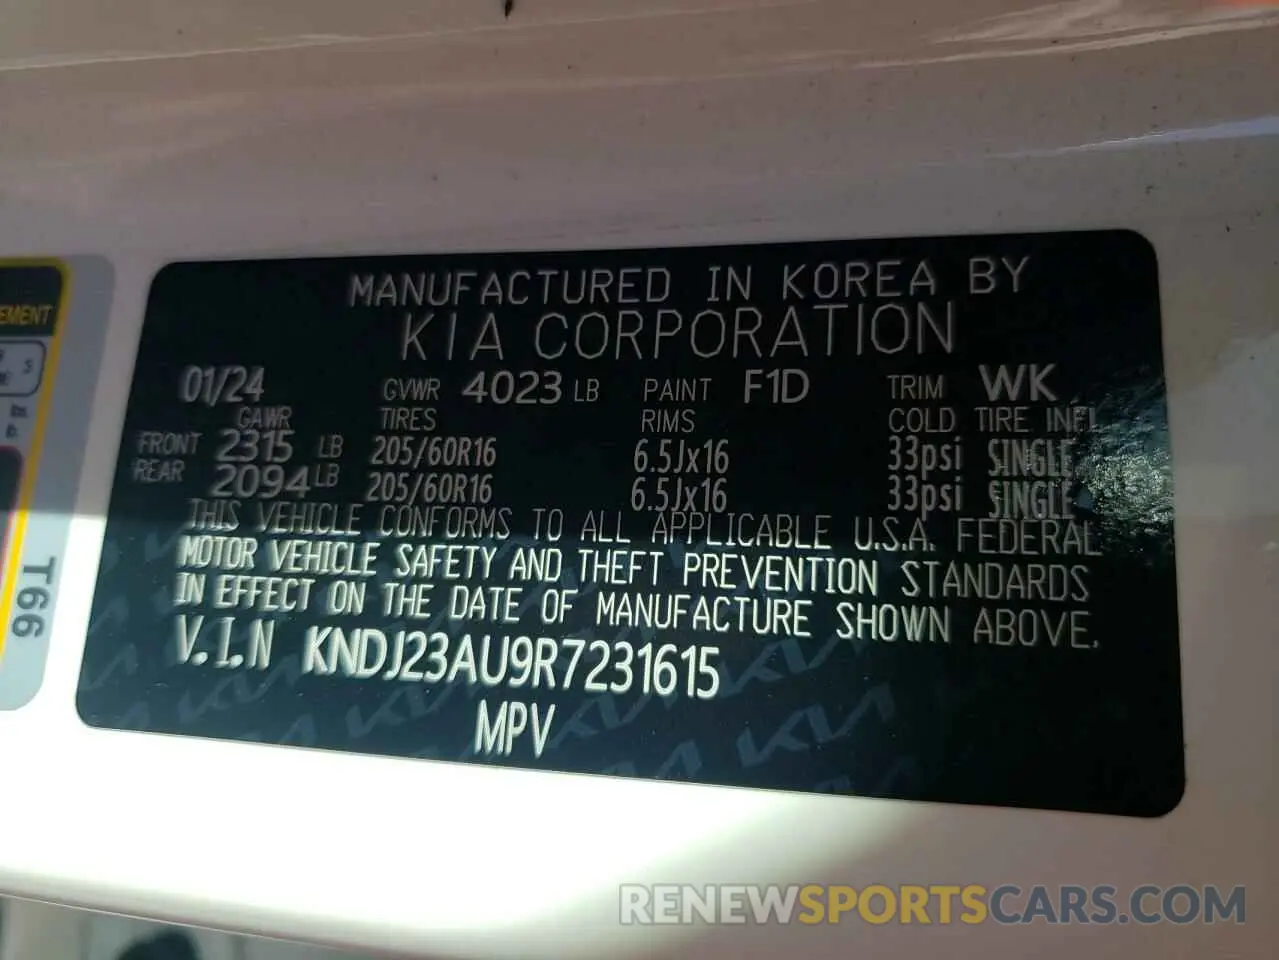 MANUFACTURED IN KOREA BY
KIA CORPORATION
01/24 GVWR 4023 LB PAINT F1D TRIM WK
GAWR TIRES RIMS COLD TIRE INFL
FRONT 2315 LB 205/60R16 6.5Jx16 33psi SINGLE
REAR 2094 LB 205/60R16 6.5Jx16 33psi SINGLE
THIS VEHICLE CONFORMS TO ALL APPLICABLE U.S.A. FEDERAL
MOTOR VEHICLE SAFETY AND THEFT PREVENTION STANDARDS
IN EFFECT ON THE DATE OF MANUFACTURE SHOWN ABOVE.
V.I.N KNDJ23AU9R7231615
MPV
T66
RENEWSPORTSCARS.COM